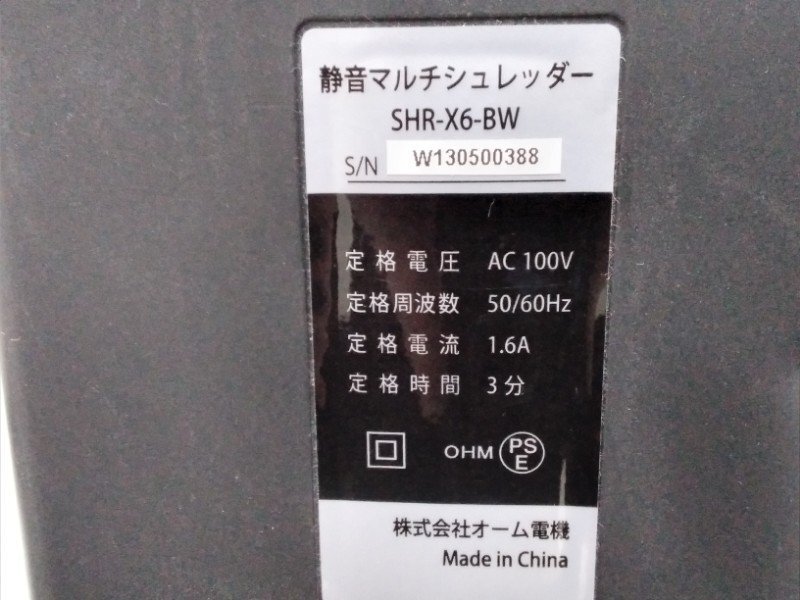 静音マルチシュレッダー
SHR-X6-BW
S/N W130500388
定格電圧 AC 100V
定格周波数 50/60Hz
定格電流 1.6A
定格時間 3分
OHM PSE
株式会社オーム電機
Made in China